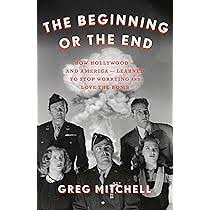 THE BEGINNING
OR THE END
HOW HOLLYWOOD —
AND AMERICA — LEARNED
TO STOP WORRYING AND
LOVE THE BOMB
GREG MITCHELL